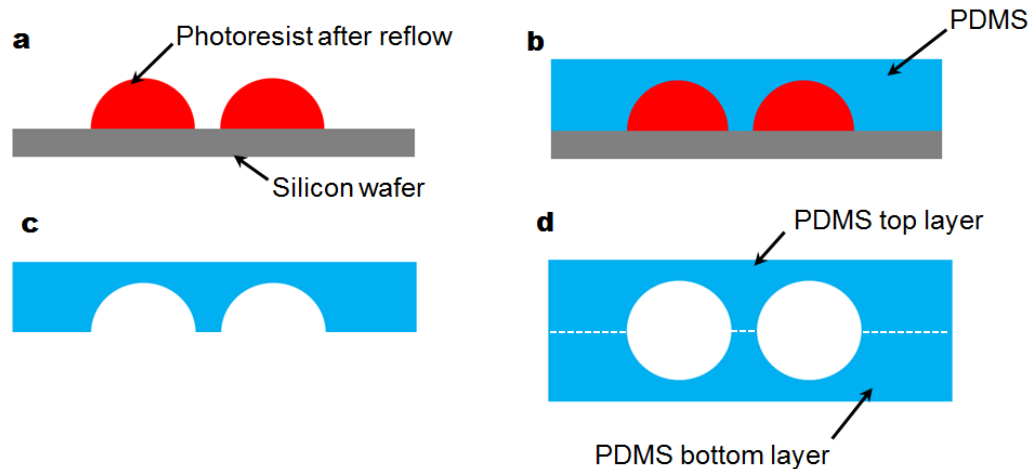 a
Photoresist after reflow
Silicon wafer
b
PDMS
c
d
PDMS top layer
PDMS bottom layer